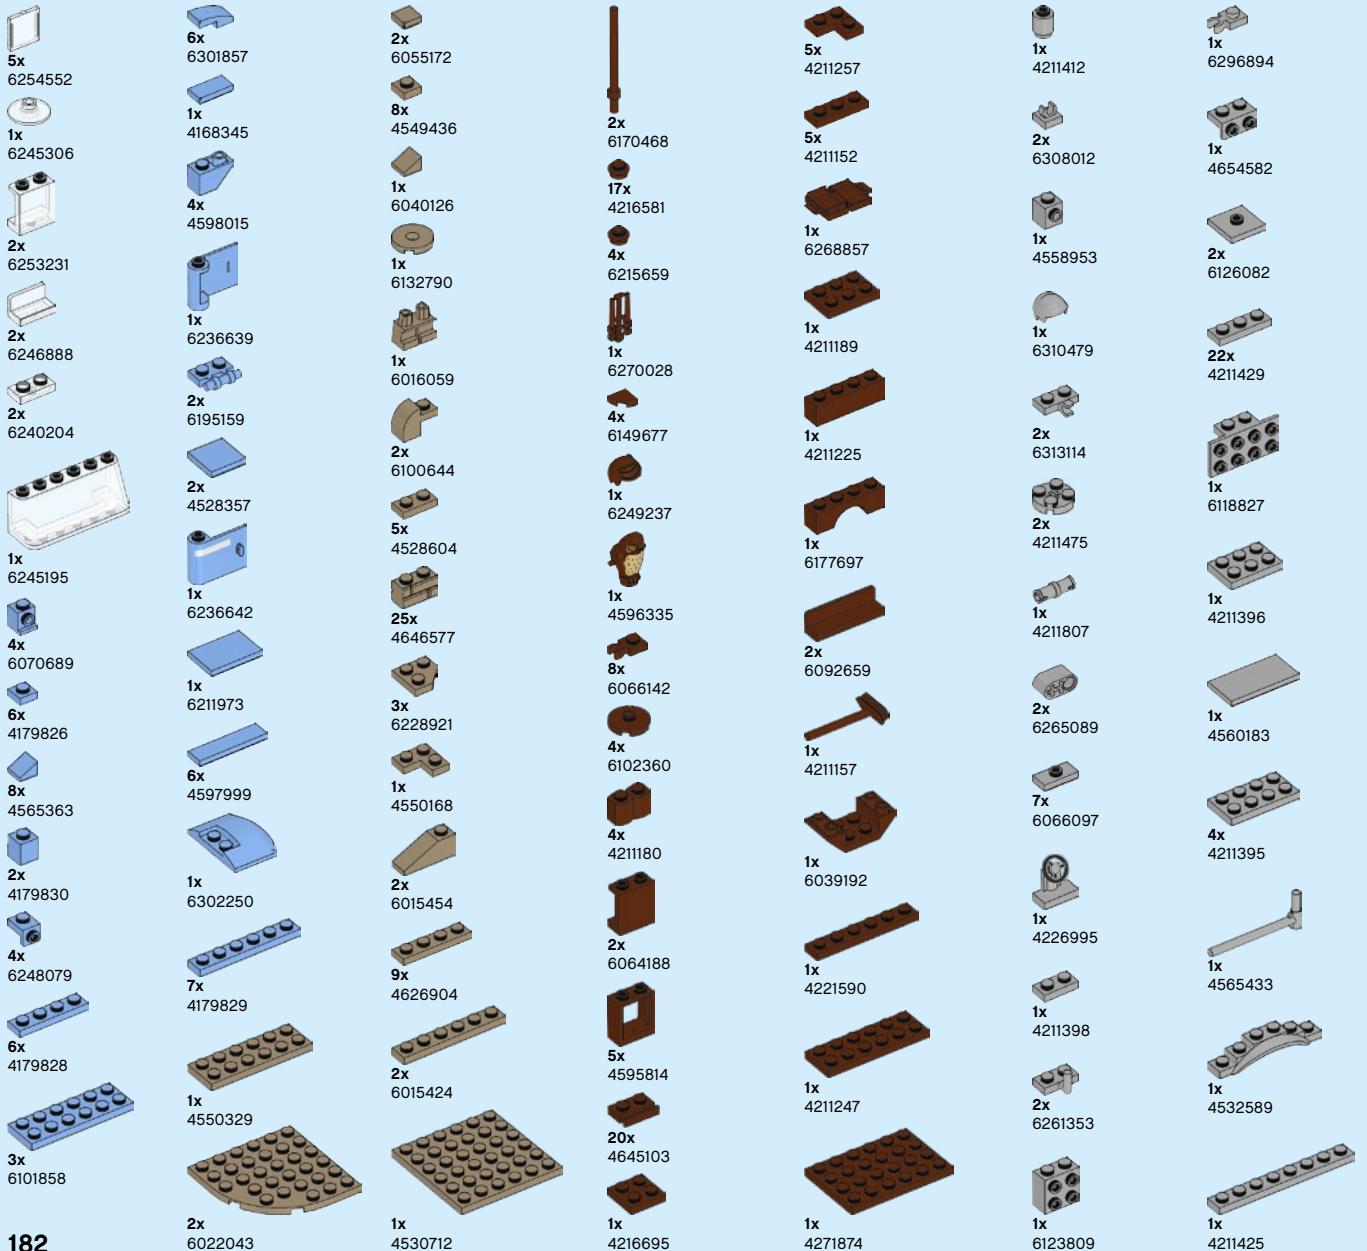 5x
6254552
1x
6245306
2x
6253231
2x
6246888
2x
6240204
1x
6245195
4x
6070689
6x
4179826
8x
4565363
2x
4179830
4x
6248079
6x
4179828
3x
6101858
182
6x
6301857
1x
4168345
4x
4598015
1x
6236639
2x
6195159
2x
4528357
1x
6236642
1x
6211973
6x
4597999
1x
6302250
7x
4179829
1x
4550329
2x
6022043
2x
6055172
8x
4549436
1x
6040126
1x
6132790
1x
6016059
2x
6100644
5x
4528604
25x
4646577
3x
6228921
1x
4550168
2x
6015454
9x
4626904
2x
6015424
1x
4530712
2x
6170468
17x
4216581
4x
6215659
1x
6270028
4x
6149677
1x
6249237
1x
4596335
8x
6066142
4x
6102360
4x
4211180
2x
6064188
5x
4595814
20x
4645103
1x
4216695
5x
4211257
5x
4211152
1x
6268857
1x
4211189
1x
4211225
1x
6177697
2x
6092659
1x
4211157
1x
6039192
1x
4221590
1x
4211247
1x
4271874
1x
4211412
2x
6308012
1x
4558953
1x
6310479
2x
6313114
2x
4211475
1x
4211807
2x
6265089
7x
6066097
1x
4226995
1x
4211398
2x
6261353
1x
6123809
1x
6296894
1x
4654582
2x
6126082
22x
4211429
1x
6118827
1x
4211396
1x
4560183
4x
4211395
1x
4565433
1x
4532589
1x
4211425